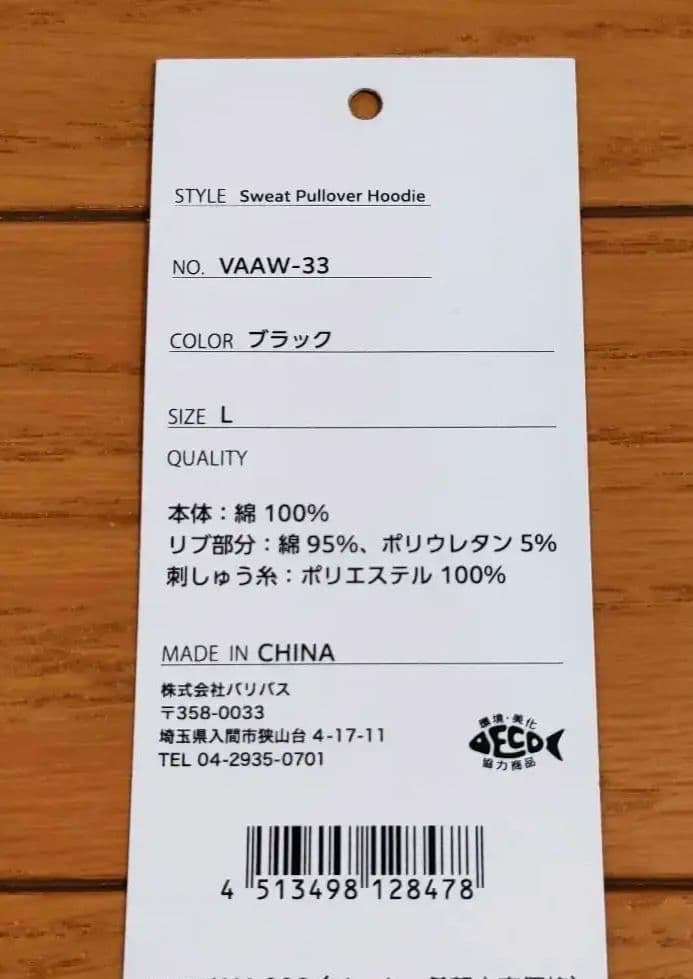 STYLE Sweat Pullover Hoodie
NO. VAAW-33
COLOR ブラック
SIZE L
QUALITY
本体：綿 100%
リブ部分：綿 95%、ポリウレタン 5%
刺しゅう糸：ポリエステル 100%
MADE IN CHINA
株式会社バリバス
〒358-0033
埼玉県入間市狭山台 4-17-11
TEL 04-2935-0701
環境・美化
ECO
協力商品
4 513498 128478